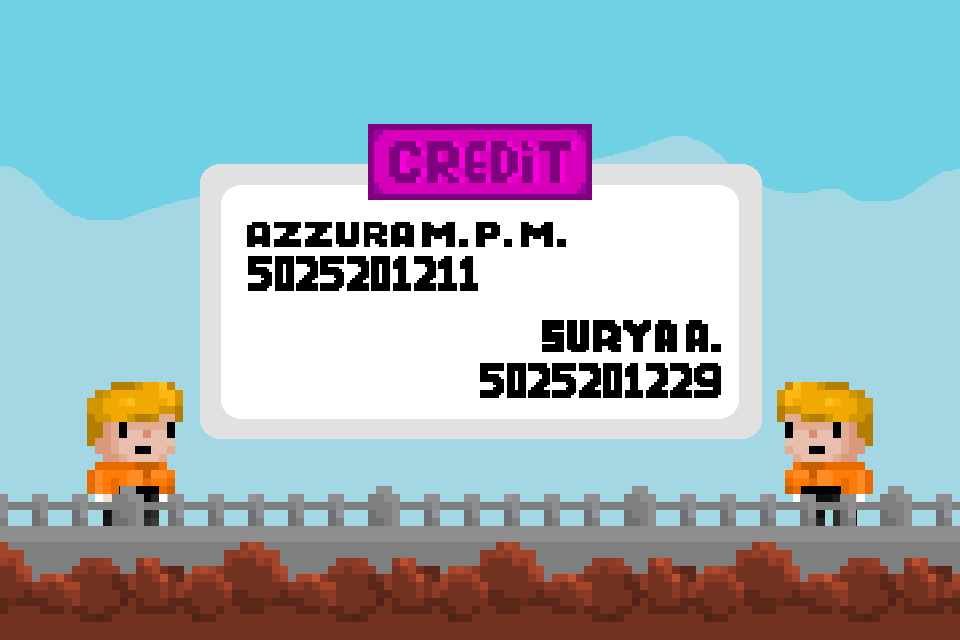 CREDiT
AZZURA M. P. M.
5025201211
SURYA A.
5025201229